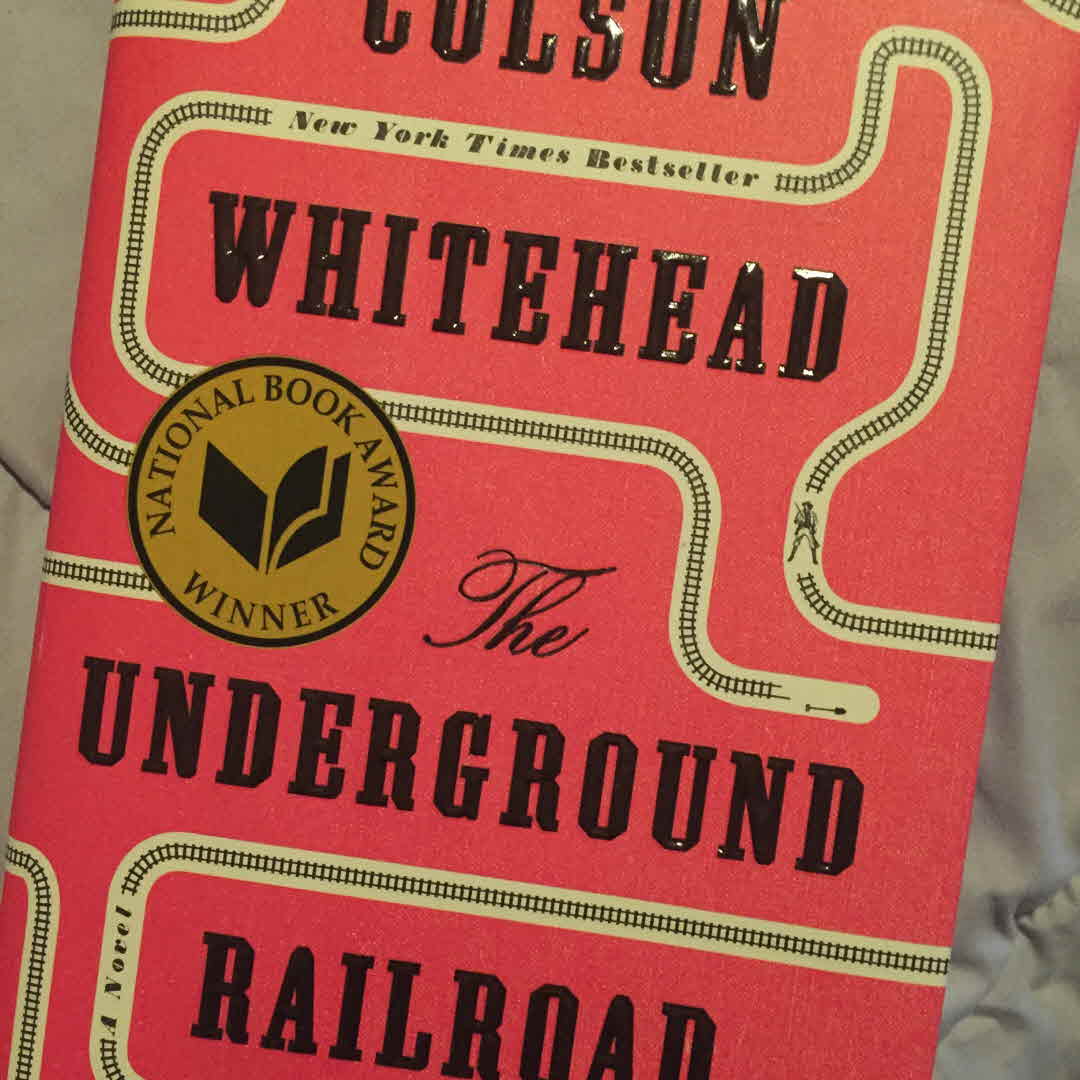 COLSON
New York Times Bestseller
WHITEHEAD
NATIONAL BOOK AWARD
WINNER
The
UNDERGROUND
A Novel
RAILROAD